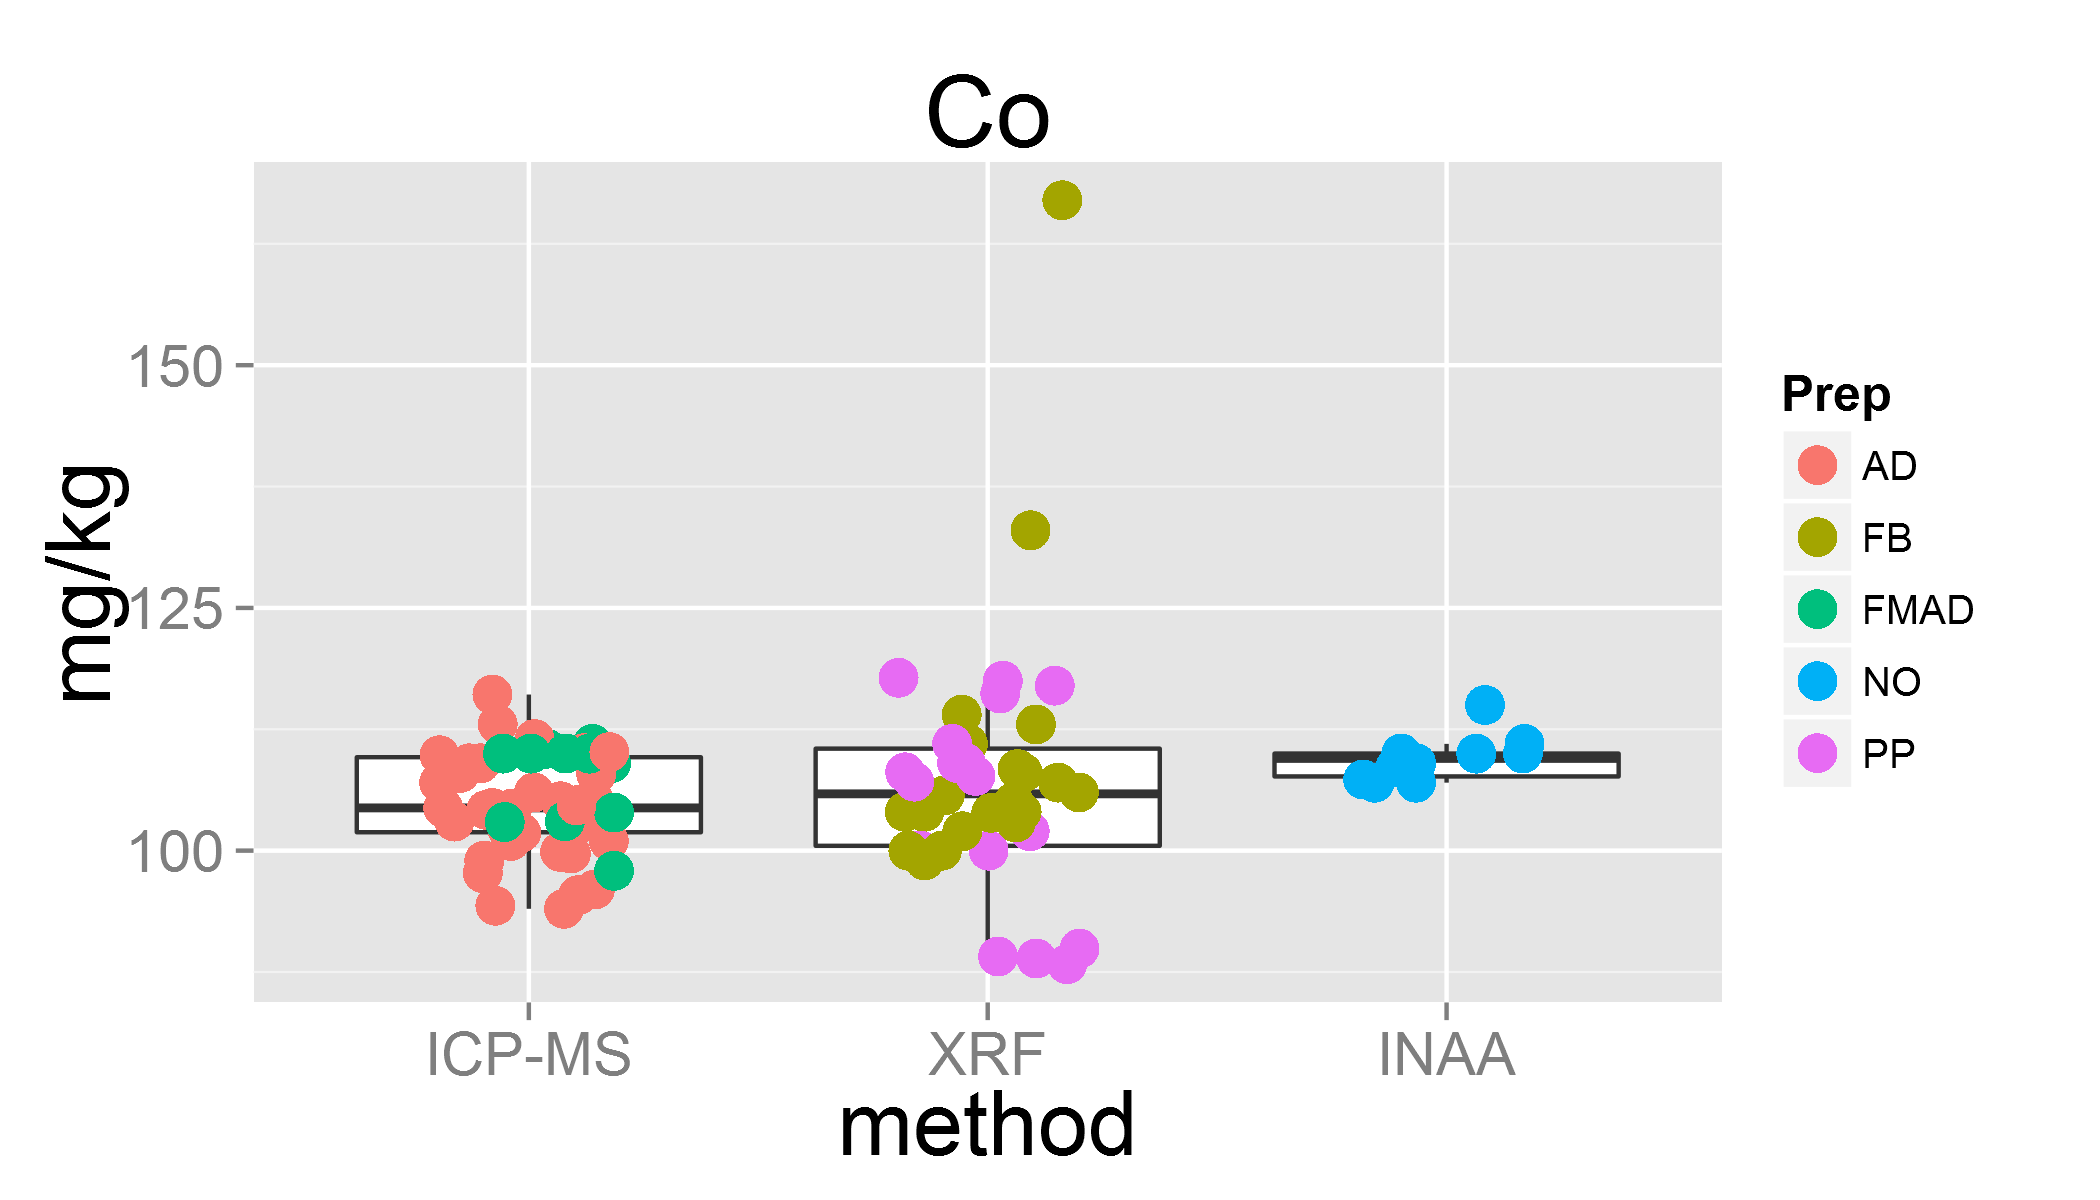 Co
mg/kg
150
125
100
ICP-MS
XRF
INAA
method
Prep
AD
FB
FMAD
NO
PP